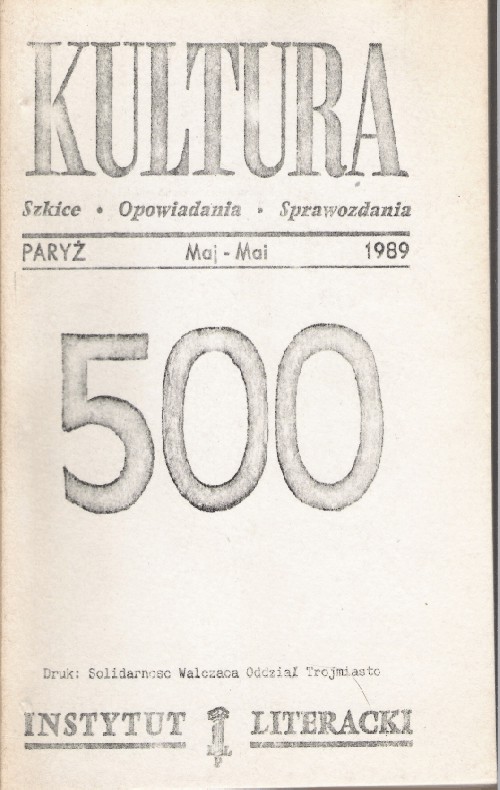 KULTURA
Szkice • Opowiadania • Sprawozdania
PARYŻ Maj - Mai 1989
500
Druk: Solidarnosc Walczaca Oddział Trojmiasto
INSTYTUT LITERACKI